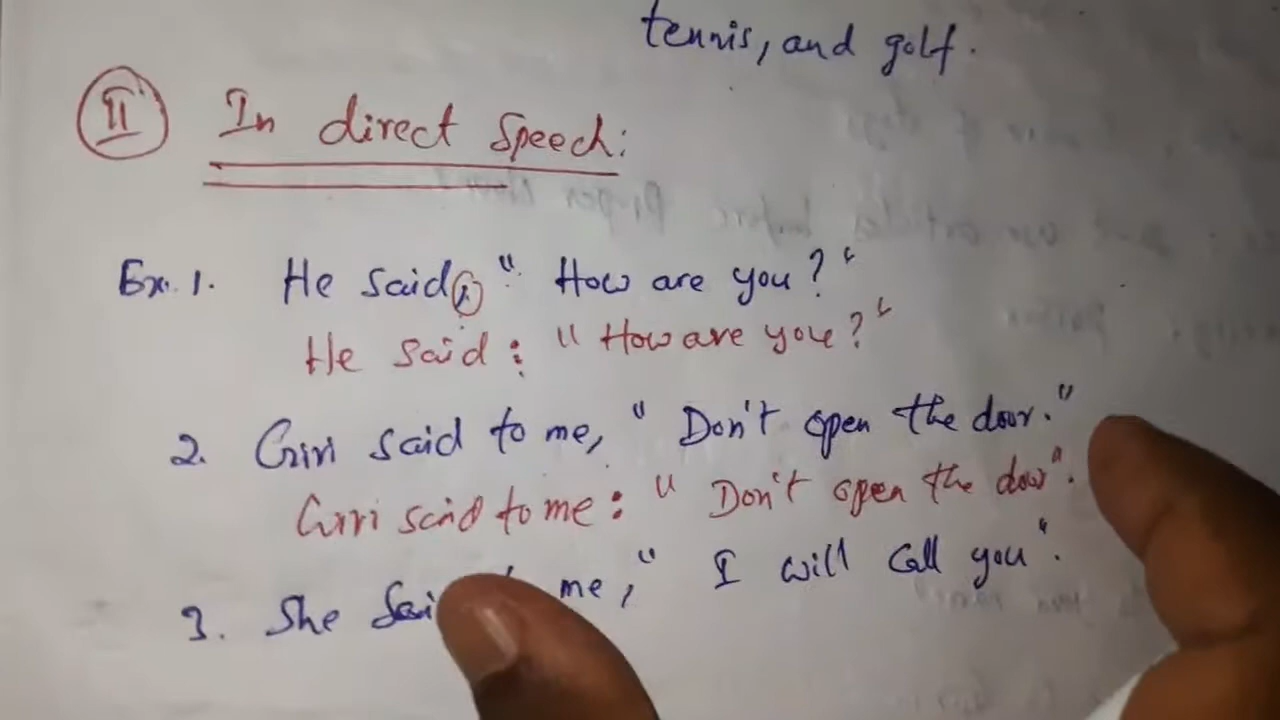 tennis, and golf.
II In direct Speech:
Ex. 1. He said, " How are you? "
He said : " How are you? "
2. Giri said to me, " Don't open the door. "
Giri said to me : " Don't open the door".
3. She me, " I will call you".